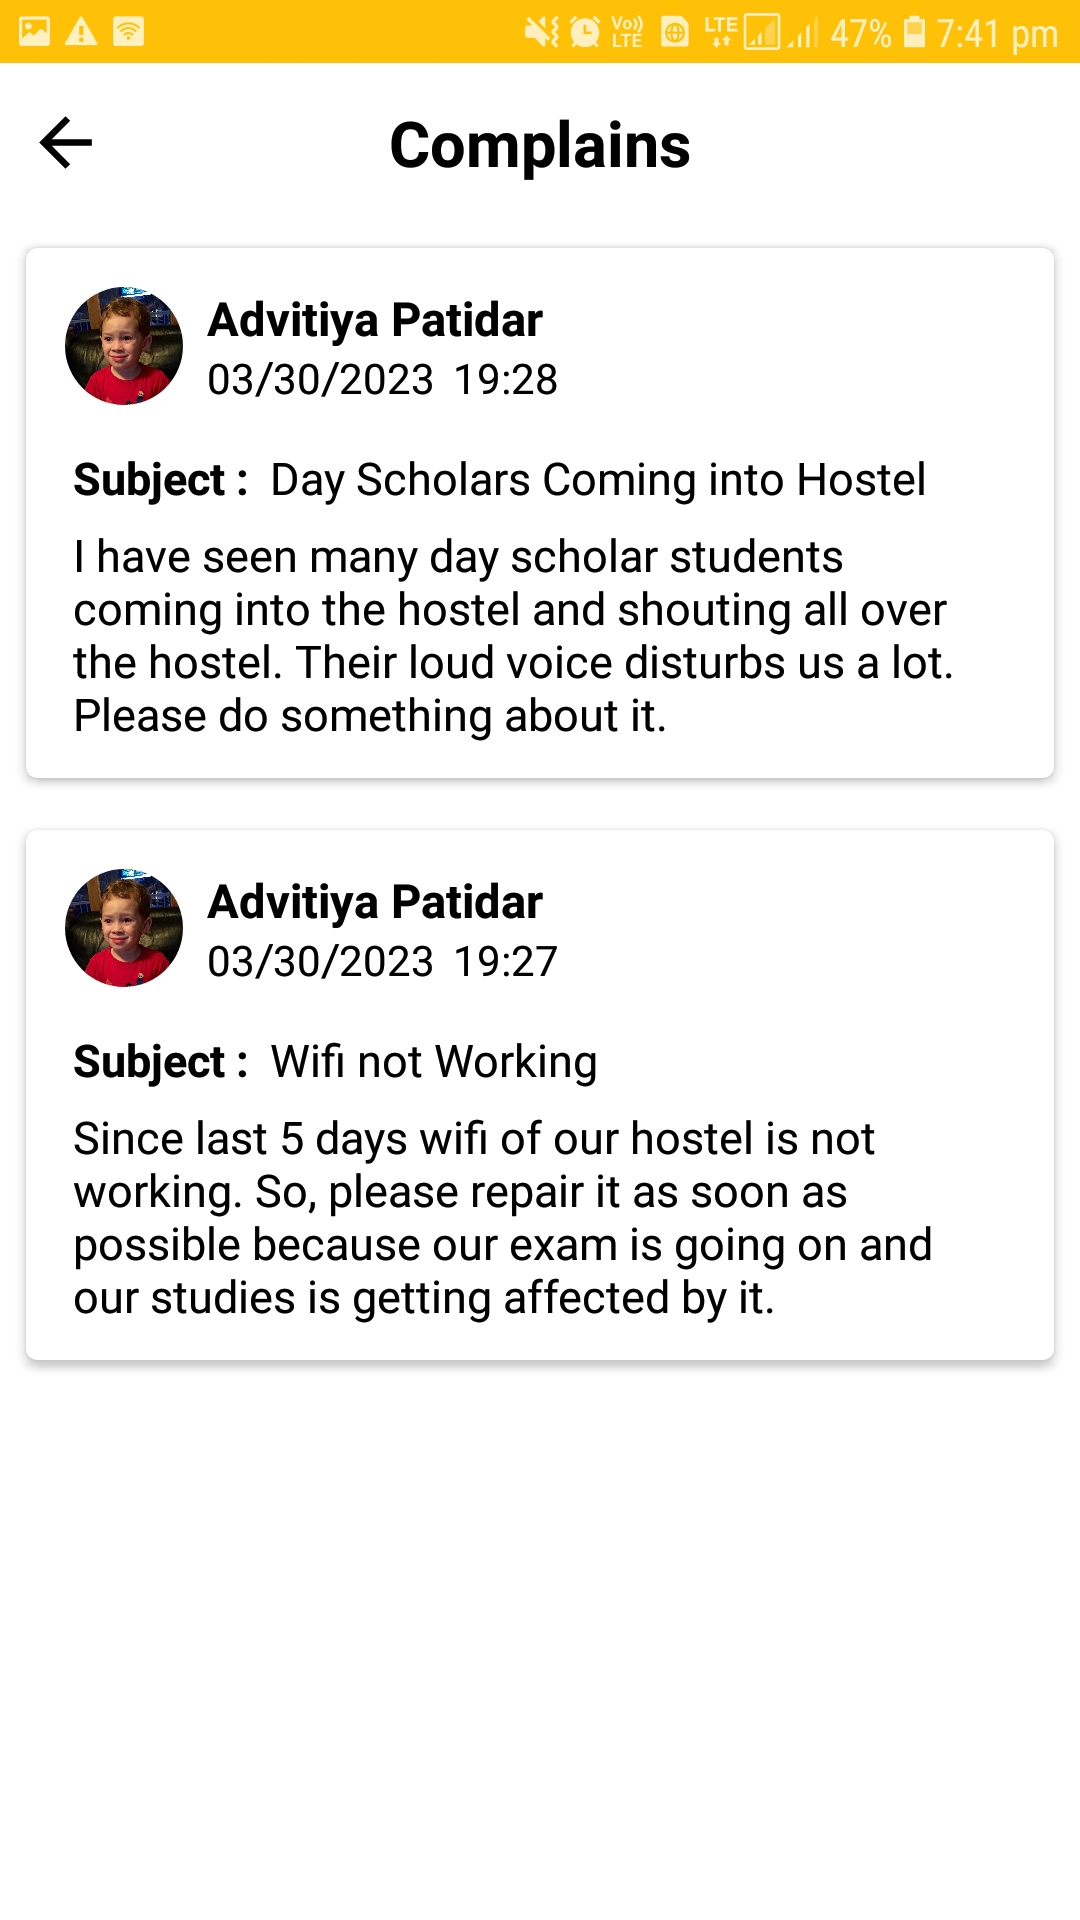 Vo)) LTE LTE 47% 7:41 pm
Complains
Advitiya Patidar
03/30/2023 19:28
Subject : Day Scholars Coming into Hostel
I have seen many day scholar students
coming into the hostel and shouting all over
the hostel. Their loud voice disturbs us a lot.
Please do something about it.
Advitiya Patidar
03/30/2023 19:27
Subject : Wifi not Working
Since last 5 days wifi of our hostel is not
working. So, please repair it as soon as
possible because our exam is going on and
our studies is getting affected by it.